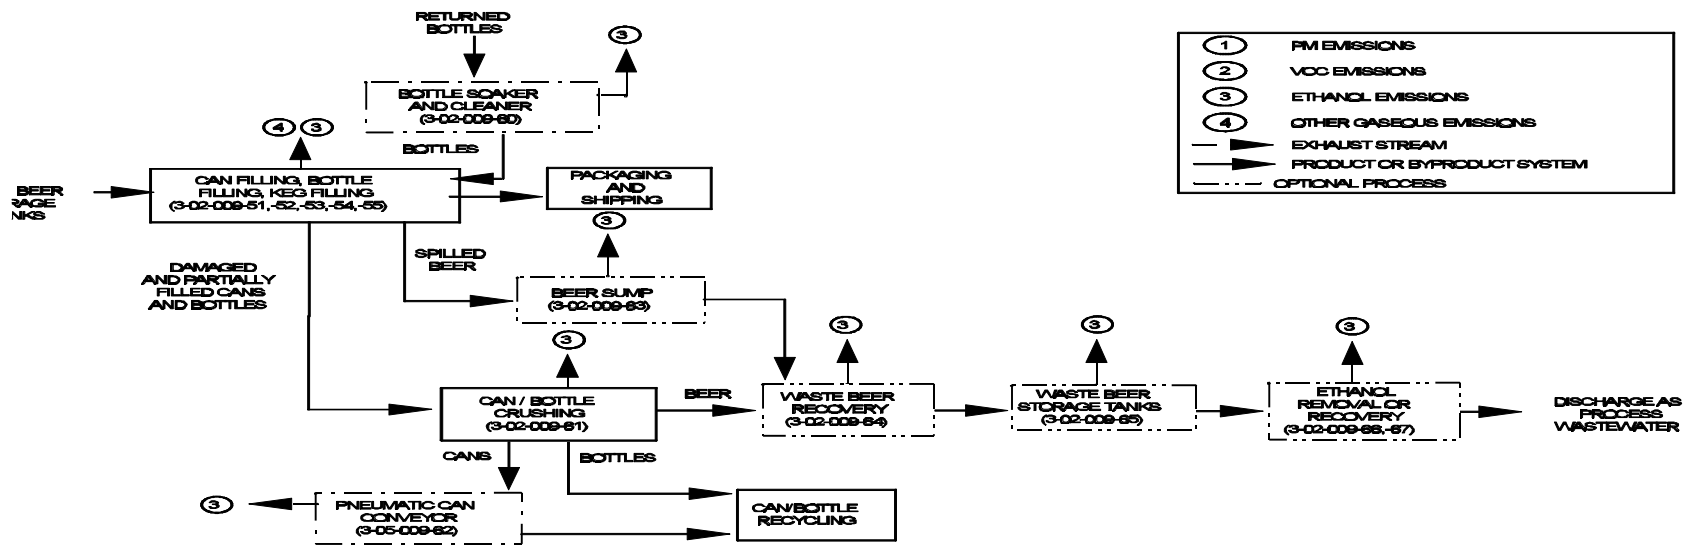 RETURNED
BOTTLES
3
BOTTLE SOAKER
AND CLEANER
(3-02-009-60)
4 3
BOTTLES
BEER
RAGE
NKS
CAN FILLING, BOTTLE
FILLING, KEG FILLING
(3-02-009-51,-52,-53,-54,-55)
PACKAGING
AND
SHIPPING
1 PM EMISSIONS
2 VOC EMISSIONS
3 ETHANOL EMISSIONS
4 OTHER GASEOUS EMISSIONS
EXHAUST STREAM
PRODUCT OR BYPRODUCT SYSTEM
OPTIONAL PROCESS
3
SPILLED
BEER
DAMAGED
AND PARTIALLY
FILLED CANS
AND BOTTLES
BEER SUMP
(3-02-009-63)
3
3
3
3
CAN / BOTTLE
CRUSHING
(3-02-009-61)
BEER
WASTE BEER
RECOVERY
(3-02-009-64)
WASTE BEER
STORAGE TANKS
(3-02-009-65)
ETHANOL
REMOVAL OR
RECOVERY
(3-02-009-66,-67)
DISCHARGE AS
PROCESS
WASTEWATER
CANS
BOTTLES
3
PNEUMATIC CAN
CONVEYOR
(3-05-009-62)
CAN/BOTTLE
RECYCLING